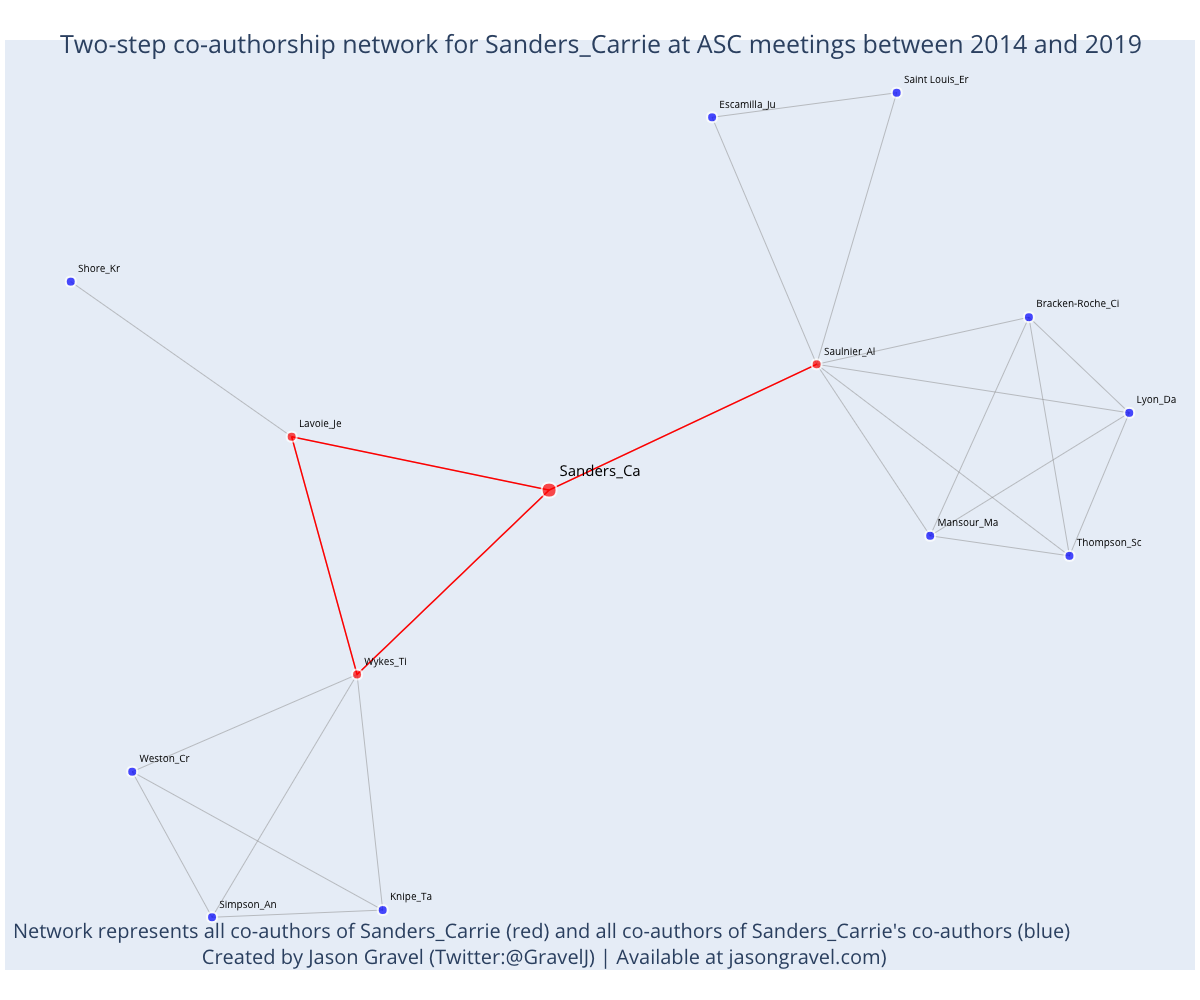 Two-step co-authorship network for Sanders_Carrie at ASC meetings between 2014 and 2019
Saint Louis_Er
Escamilla_Ju
Shore_Kr
Bracken-Roche_Ci
Saulnier_Al
Lyon_Da
Lavoie_Je
Sanders_Ca
Mansour_Ma
Thompson_Sc
Wykes_Ti
Weston_Cr
Knipe_Ta
Simpson_An
Network represents all co-authors of Sanders_Carrie (red) and all co-authors of Sanders_Carrie's co-authors (blue)
Created by Jason Gravel (Twitter:@GravelJ) | Available at jasongravel.com)